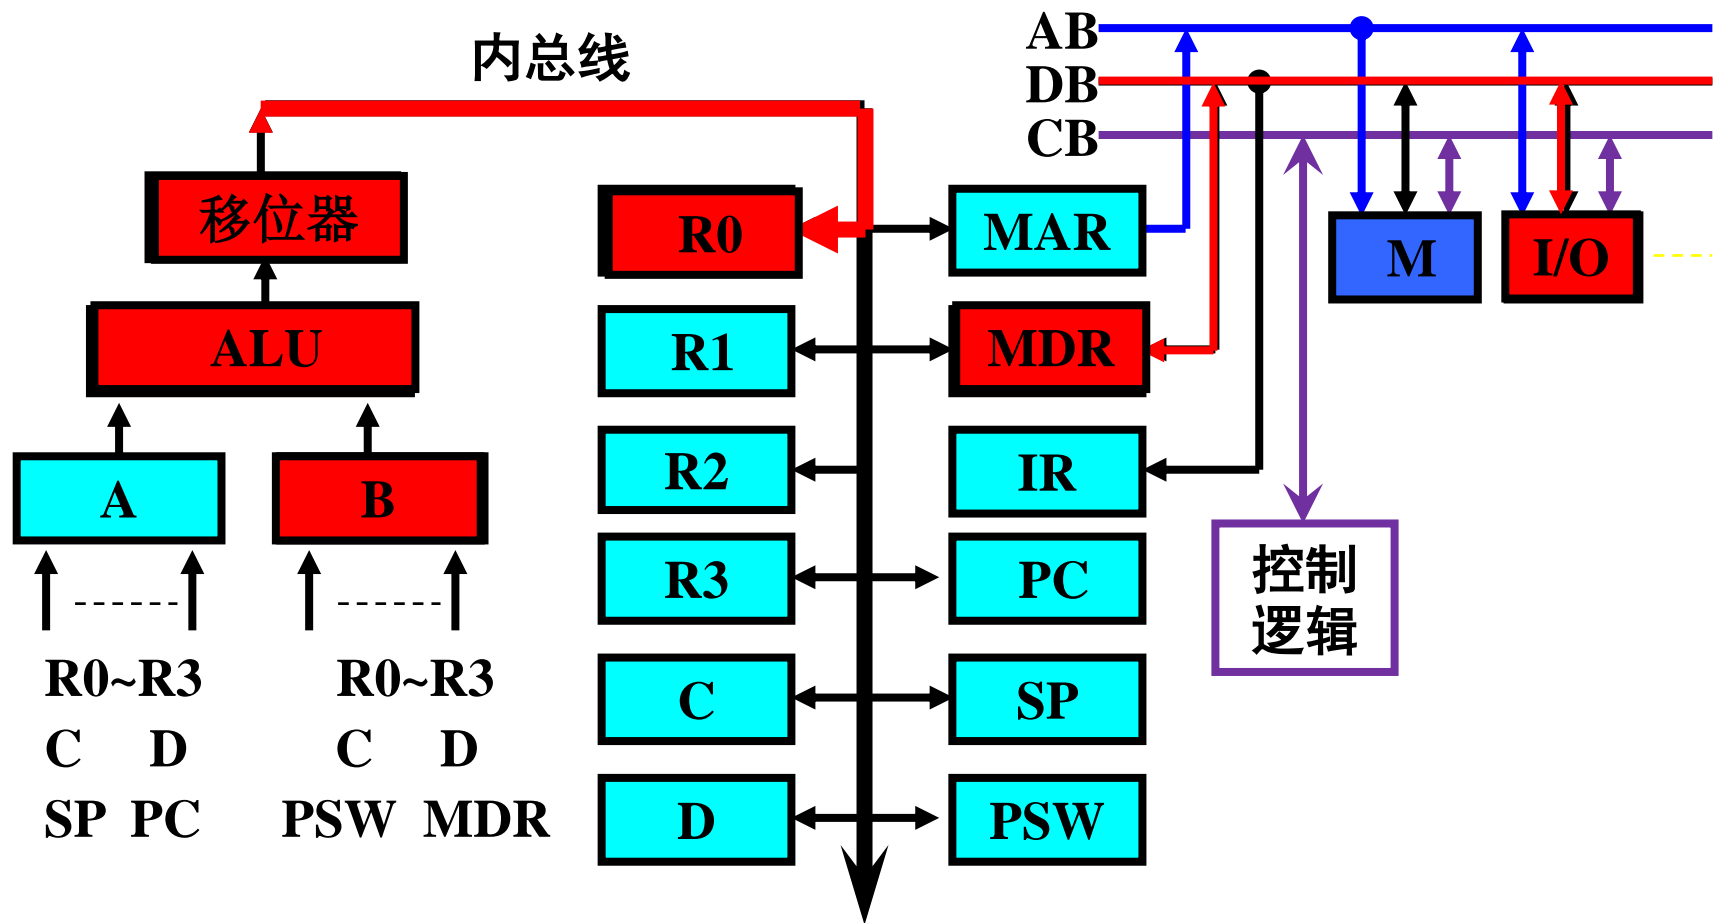 内总线
AB
DB
CB
移位器
ALU
A
B
R0~R3
C D
SP PC
R0~R3
C D
PSW MDR
R0
R1
R2
R3
C
D
MAR
MDR
IR
PC
SP
PSW
M
I/O
控制
逻辑